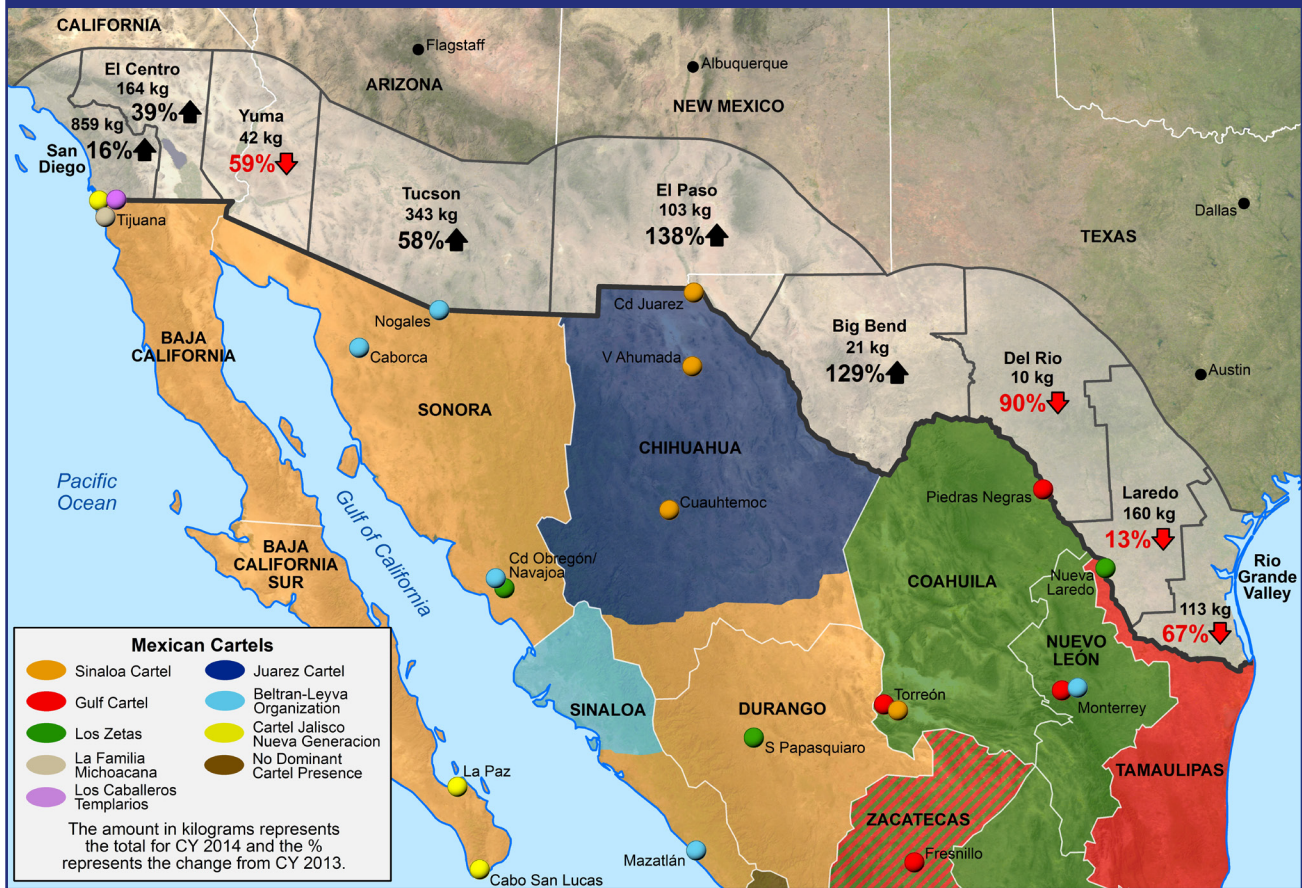 CALIFORNIA
Flagstaff
ARIZONA
Albuquerque
NEW MEXICO
El Centro
164 kg
39%
859 kg
16%
San
Diego
Yuma
42 kg
59%
Tucson
343 kg
58%
El Paso
103 kg
138%
Dallas
TEXAS
Tijuana
Nogales
Caborca
Cd Juarez
V Ahumada
Big Bend
21 kg
129%
Del Rio
10 kg
90%
Austin
BAJA
CALIFORNIA
SONORA
CHIHUAHUA
Cuauhtemoc
Pacific
Ocean
Gulf of California
Piedras Negras
Laredo
160 kg
13%
BAJA
CALIFORNIA
SUR
Cd Obregón/
Navajoa
COAHUILA
Nueva
Laredo
Rio
Grande
Valley
113 kg
67%
NUEVO
LEÓN
Monterrey
SINALOA
DURANGO
S Papasquiaro
Torreón
TAMAULIPAS
La Paz
ZACATECAS
Fresnillo
Mazatlán
Cabo San Lucas
Mexican Cartels
Sinaloa Cartel
Gulf Cartel
Los Zetas
La Familia
Michoacana
Los Caballeros
Templarios
Juarez Cartel
Beltran-Leyva
Organization
Cartel Jalisco
Nueva Generacion
No Dominant
Cartel Presence
The amount in kilograms represents
the total for CY 2014 and the %
represents the change from CY 2013.